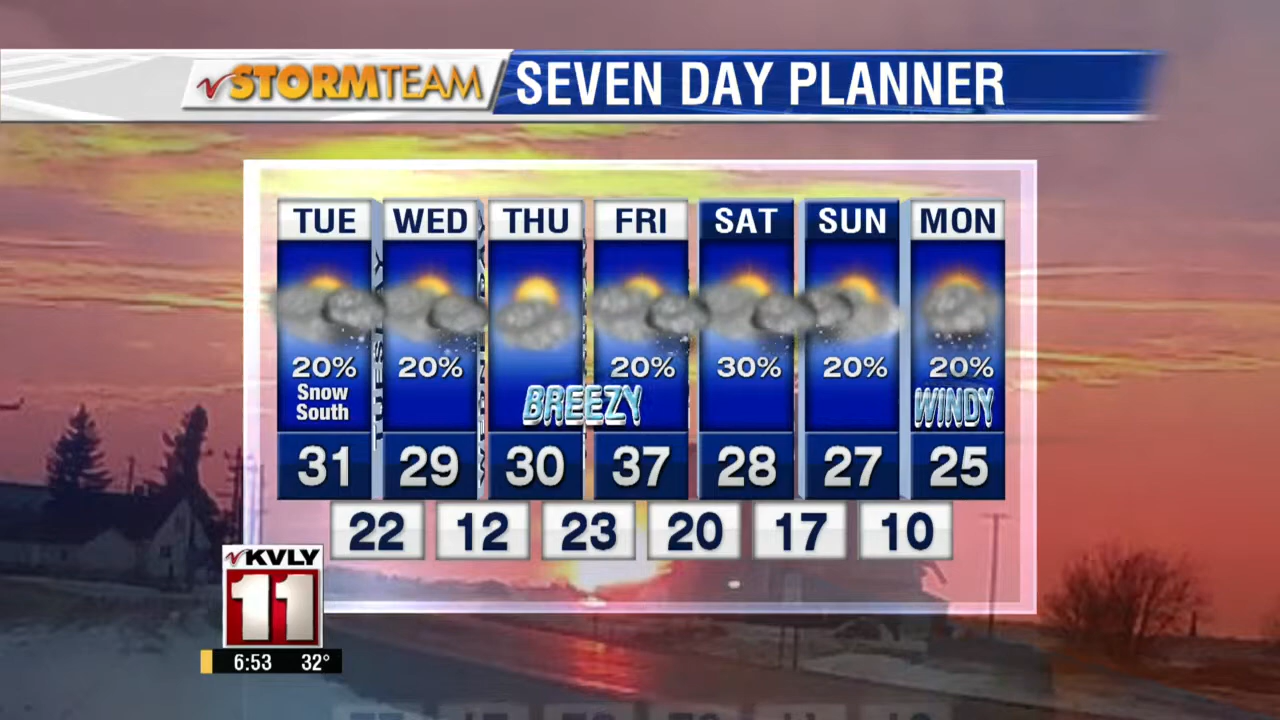 STORMTEAM SEVEN DAY PLANNER
TUE WED THU FRI SAT SUN MON
TUESDAY
20% 20% 20% 30% 20% 20%
Snow
South
BREEZY WINDY
31 29 30 37 28 27 25
22 12 23 20 17 10
KVLY
11
6:53 32°